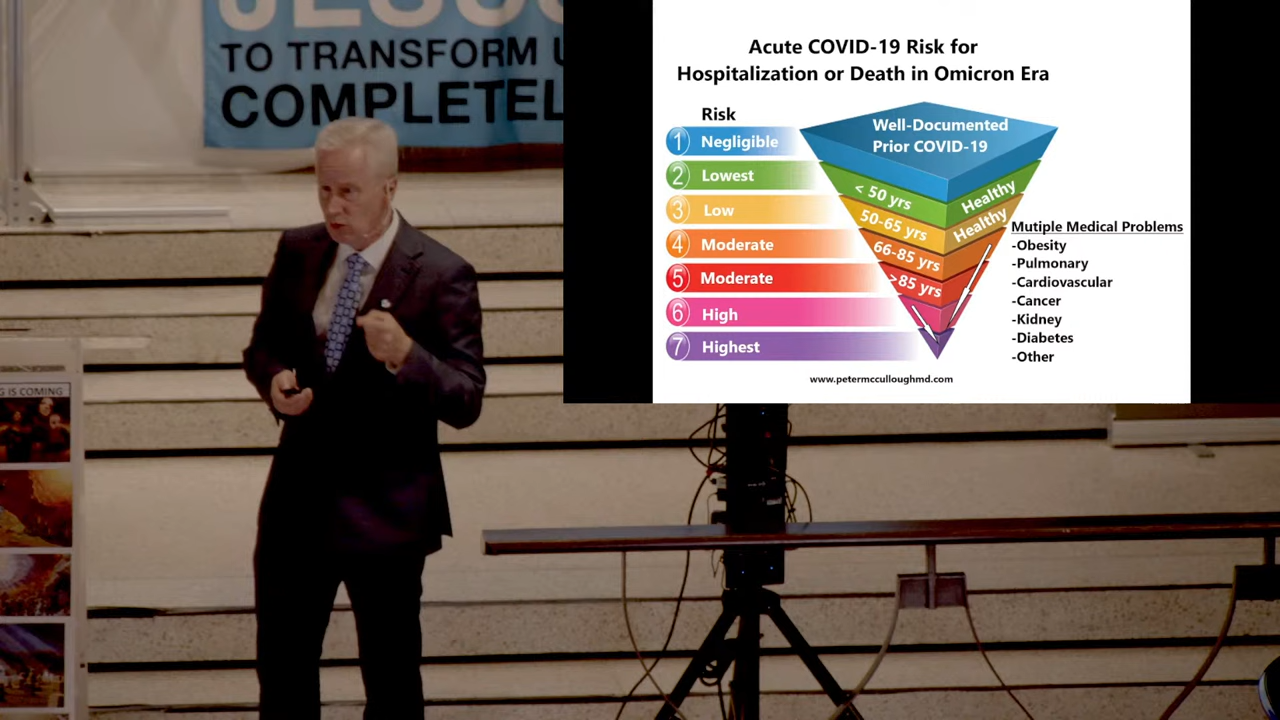 JESUS
TO TRANSFORM U
COMPLETEL
G IS COMING
Acute COVID-19 Risk for
Hospitalization or Death in Omicron Era
Risk
1 Negligible
2 Lowest
3 Low
4 Moderate
5 Moderate
6 High
7 Highest
Well-Documented
Prior COVID-19
< 50 yrs
Healthy
50-65 yrs
Healthy
66-85 yrs
>85 yrs
Mutiple Medical Problems
-Obesity
-Pulmonary
-Cardiovascular
-Cancer
-Kidney
-Diabetes
-Other
www.petermcculloughmd.com